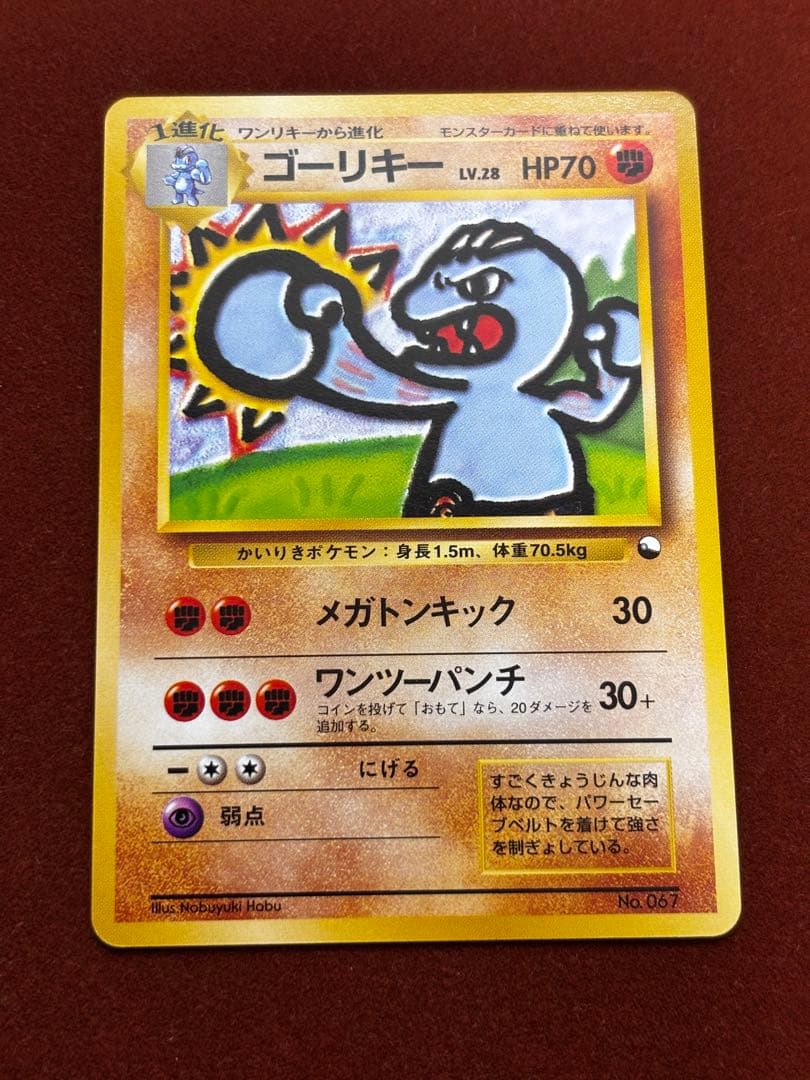 1進化 ワンリキーから進化 モンスターカードに重ねて使います。
ゴーリキー LV.28 HP70
かいりきポケモン：身長1.5m、体重70.5kg
メガトンキック 30
ワンツーパンチ 30+
コインを投げて「おもて」なら、20ダメージを
追加する。
ー にげる
弱点
すごくきょうじんな肉
体なので、パワーセー
ブベルトを着けて強さ
を制ぎょしている。
Illus. Nobuyuki Habu No. 067